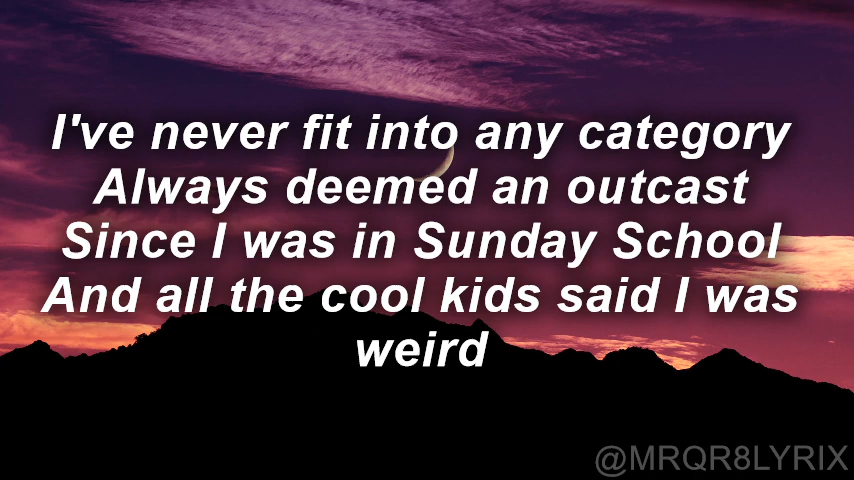 I've never fit into any category
Always deemed an outcast
Since I was in Sunday School
And all the cool kids said I was
weird
@MRQR8LYRIX